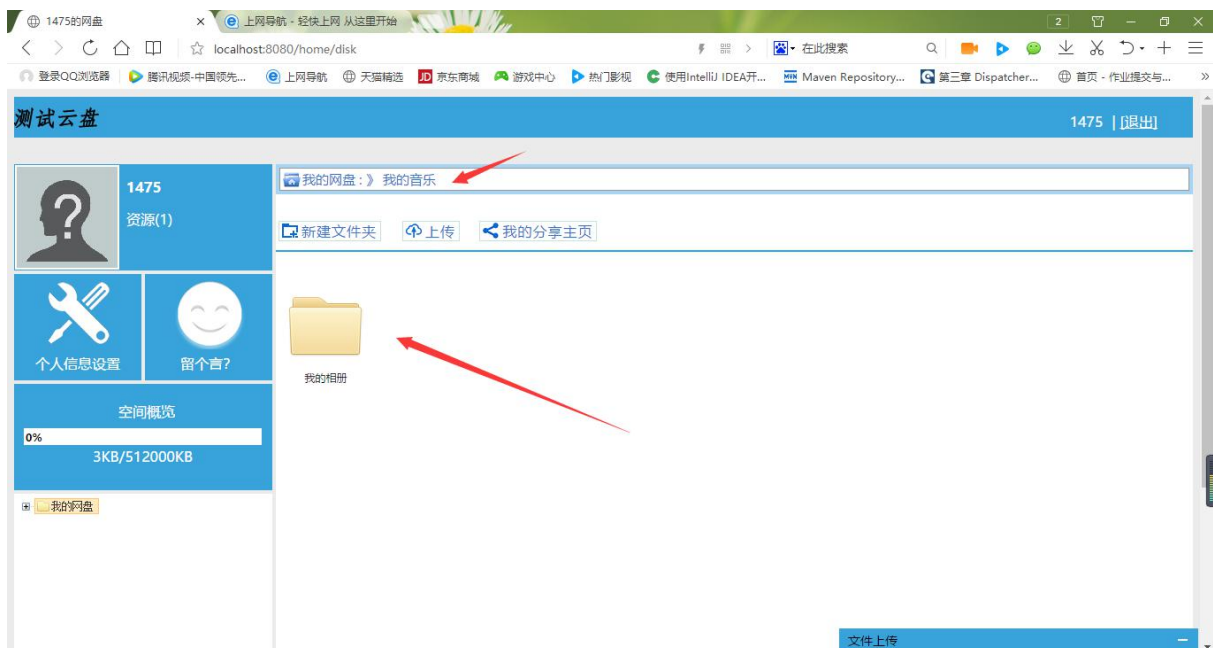 1475的网盘
上网导航 - 轻快上网 从这里开始
2
localhost:8080/home/disk
在此搜索
登录QQ浏览器 腾讯视频-中国领先... 上网导航 天猫精选 JD 京东商城 游戏中心 热门影视 使用IntelliJ IDEA开... MVN Maven Repository... 第三章 Dispatcher... 首页 - 作业提交与... »
测试云盘
1475 | [退出]
1475
资源(1)
我的网盘 : 》 我的音乐
新建文件夹 上传 我的分享主页
个人信息设置 留个言?
我的相册
空间概览
0%
3KB/512000KB
我的网盘
文件上传